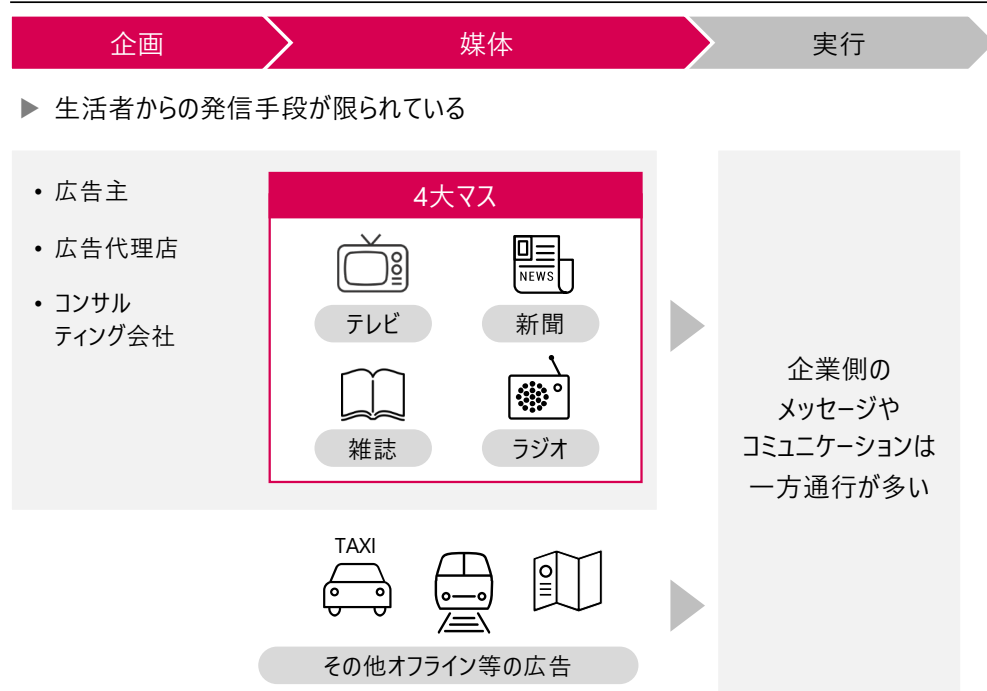 企画
媒体
実行
▶ 生活者からの発信手段が限られている
• 広告主
• 広告代理店
• コンサル
ティング会社
4大マス
NEWS
テレビ
新聞
雑誌
ラジオ
企業側の
メッセージや
コミュニケーションは
一方通行が多い
TAXI
その他オフライン等の広告